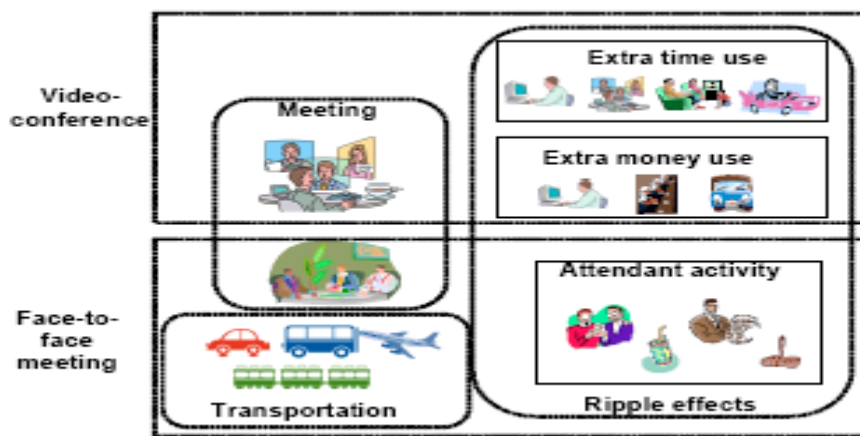 Video-
conference
Meeting
Extra time use
Extra money use
Face-to-
face
meeting
Transportation
Attendant activity
Ripple effects